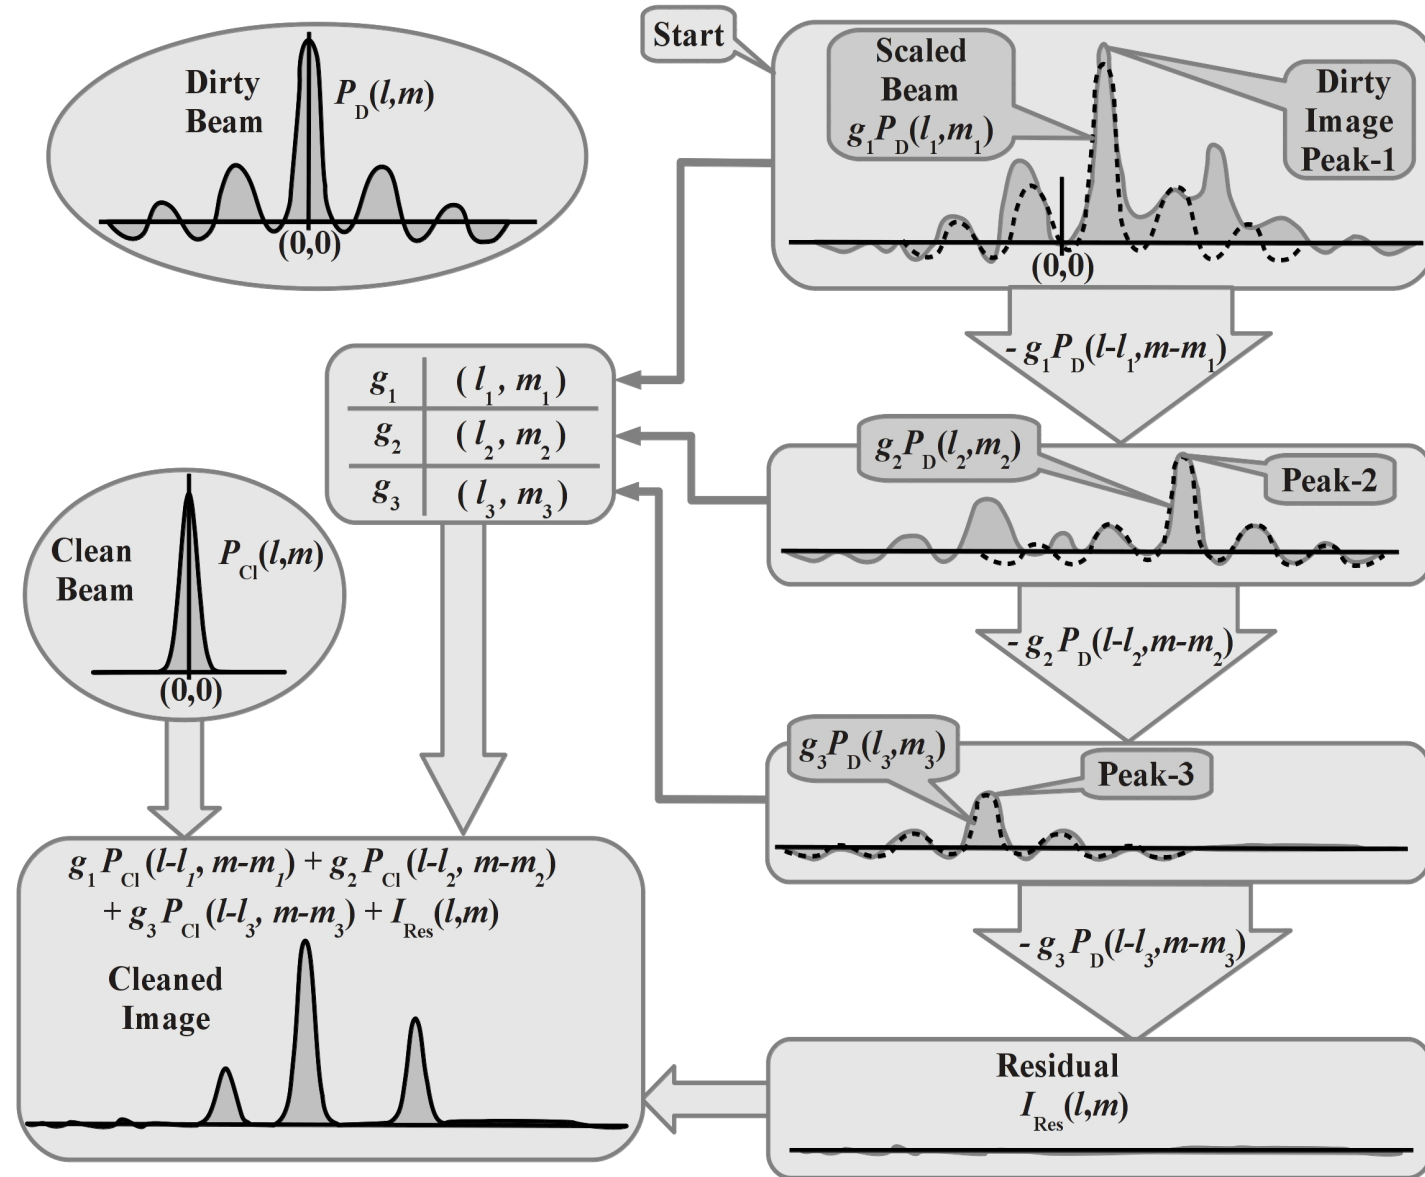 Dirty
Beam
P_D(l,m)
(0,0)
Start
Scaled
Beam
g_1P_D(l_1,m_1)
Dirty
Image
Peak-1
(0,0)
- g_1P_D(l-l_1,m-m_1)
g_1 (l_1, m_1)
g_2 (l_2, m_2)
g_3 (l_3, m_3)
g_2P_D(l_2,m_2)
Peak-2
- g_2P_D(l-l_2,m-m_2)
Clean
Beam
P_Cl(l,m)
(0,0)
g_3P_D(l_3,m_3)
Peak-3
- g_3P_D(l-l_3,m-m_3)
g_1P_Cl(l-l_1, m-m_1) + g_2P_Cl(l-l_2, m-m_2)
+ g_3P_Cl(l-l_3, m-m_3) + I_Res(l,m)
Cleaned
Image
Residual
I_Res(l,m)